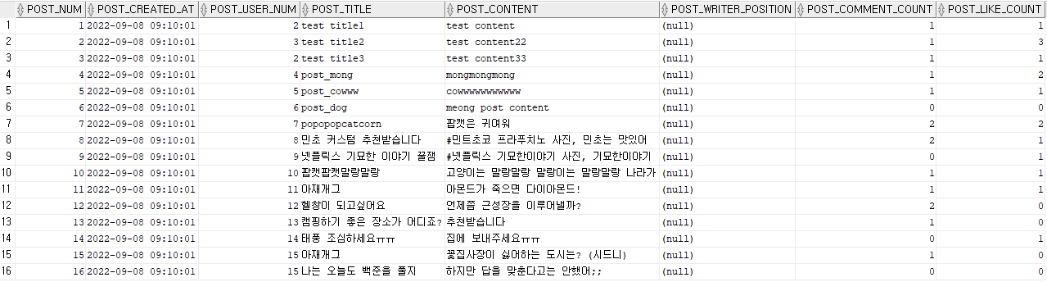 POST_NUM POST_CREATED_AT POST_USER_NUM POST_TITLE POST_CONTENT POST_WRITER_POSITION POST_COMMENT_COUNT POST_LIKE_COUNT
1 1 2022-09-08 09:10:01 2 test title1 test content (null) 1 1
2 2 2022-09-08 09:10:01 3 test title2 test content22 (null) 1 3
3 3 2022-09-08 09:10:01 2 test title3 test content33 (null) 1 1
4 4 2022-09-08 09:10:01 4 post_mong mongmongmong (null) 1 2
5 5 2022-09-08 09:10:01 5 post_cowww cowwwwwwwwww (null) 1 1
6 6 2022-09-08 09:10:01 6 post_dog meong post content (null) 0 0
7 7 2022-09-08 09:10:01 7 popopopcatcorn 팝캣은 귀여워 (null) 2 2
8 8 2022-09-08 09:10:01 8 민초 커스텀 추천받습니다 #민트초코 프라푸치노 사진, 민초는 맛있어 (null) 2 1
9 9 2022-09-08 09:10:01 9 넷플릭스 기묘한 이야기 꿀잼 #넷플릭스 기묘한이야기 사진, 기묘한이야기 (null) 0 1
10 10 2022-09-08 09:10:01 10 팝캣팝캣말랑말랑 고양이는 말랑말랑 말랑이는 말랑말랑 나라가 (null) 1 1
11 11 2022-09-08 09:10:01 11 아재개그 아몬드가 죽으면 다이아몬드! (null) 1 1
12 12 2022-09-08 09:10:01 12 헬창이 되고싶어요 언제쯤 근성장을 이루어낼까? (null) 2 0
13 13 2022-09-08 09:10:01 13 캠핑하기 좋은 장소가 어디죠? 추천받습니다 (null) 1 0
14 14 2022-09-08 09:10:01 14 태풍 조심하세요ㅠㅠ 집에 보내주세요ㅠㅠ (null) 0 1
15 15 2022-09-08 09:10:01 15 아재개그 꽃집사장이 싫어하는 도시는? (시드니) (null) 1 0
16 16 2022-09-08 09:10:01 15 나는 오늘도 백준을 풀지 하지만 답을 맞춘다고는 안했어;; (null) 0 0